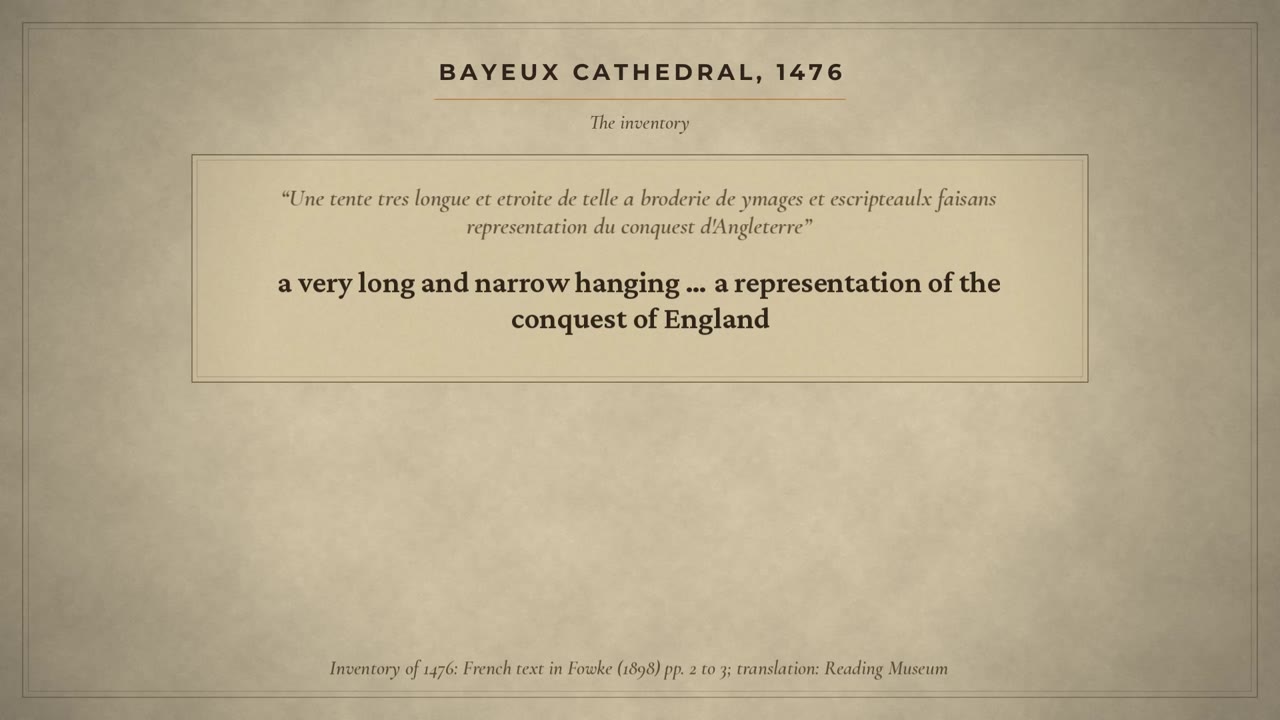 BAYEUX CATHEDRAL, 1476
The inventory
“Une tente tres longue et etroite de telle a broderie de ymages et escripteaulx faisans
representation du conquest d'Angleterre”
a very long and narrow hanging ... a representation of the
conquest of England
Inventory of 1476: French text in Fowke (1898) pp. 2 to 3; translation: Reading Museum